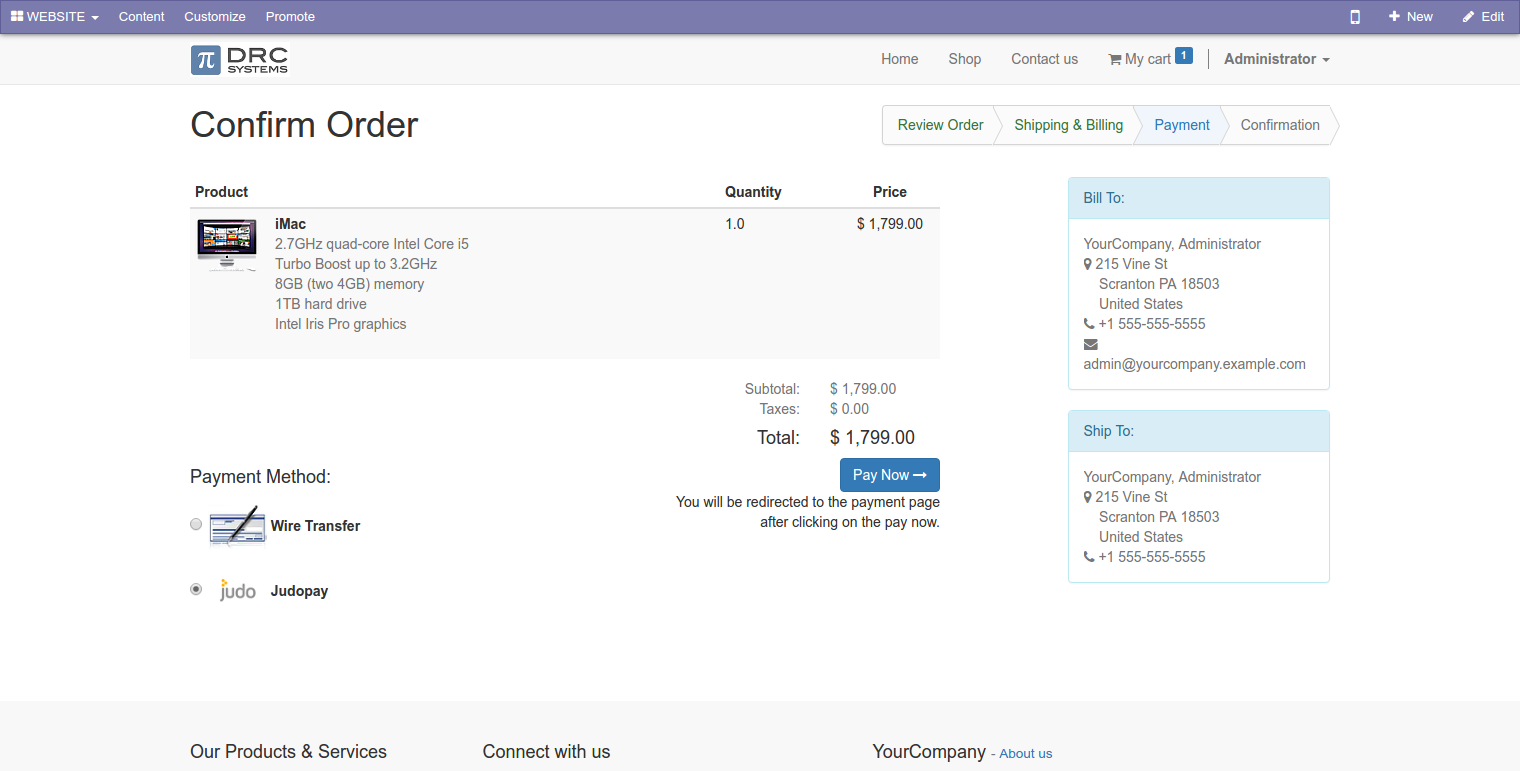 WEBSITE Content Customize Promote New Edit
π DRC SYSTEMS
Home Shop Contact us My cart 1 Administrator
Confirm Order
Review Order Shipping & Billing Payment Confirmation
Product Quantity Price
iMac 1.0 $ 1,799.00
2.7GHz quad-core Intel Core i5
Turbo Boost up to 3.2GHz
8GB (two 4GB) memory
1TB hard drive
Intel Iris Pro graphics
Subtotal: $ 1,799.00
Taxes: $ 0.00
Total: $ 1,799.00
Pay Now
You will be redirected to the payment page
after clicking on the pay now.
Payment Method:
Wire Transfer
judo Judopay
Bill To:
YourCompany, Administrator
215 Vine St
Scranton PA 18503
United States
+1 555-555-5555
admin@yourcompany.example.com
Ship To:
YourCompany, Administrator
215 Vine St
Scranton PA 18503
United States
+1 555-555-5555
Our Products & Services
Connect with us
YourCompany - About us